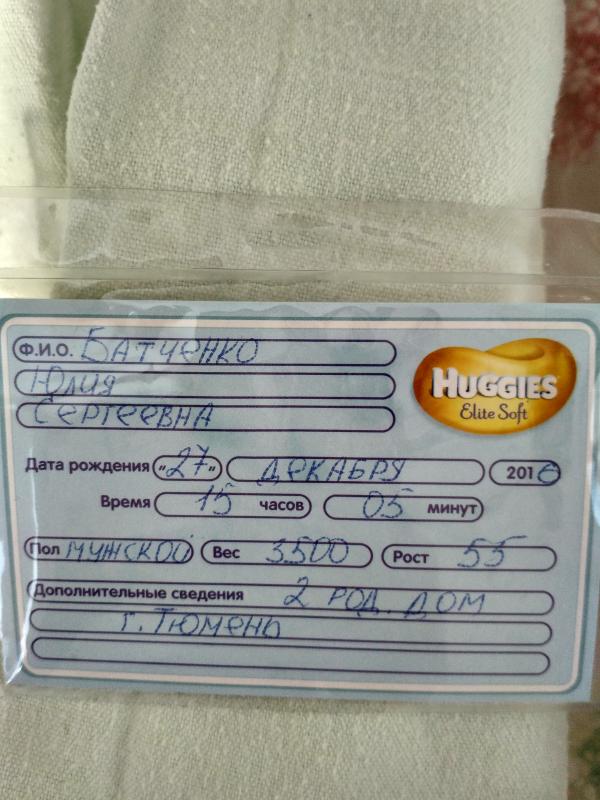 Ф.И.О. БАТЧЕНКО
ЮЛИЯ
СЕРГЕЕВНА
HUGGIES
Elite Soft
Дата рождения «27» ДЕКАБРЯ 2016
Время 15 часов 05 минут
Пол МУЖСКОЙ Вес 3500 Рост 55
Дополнительные сведения 2 РОД. ДОМ
г. ТЮМЕНЬ